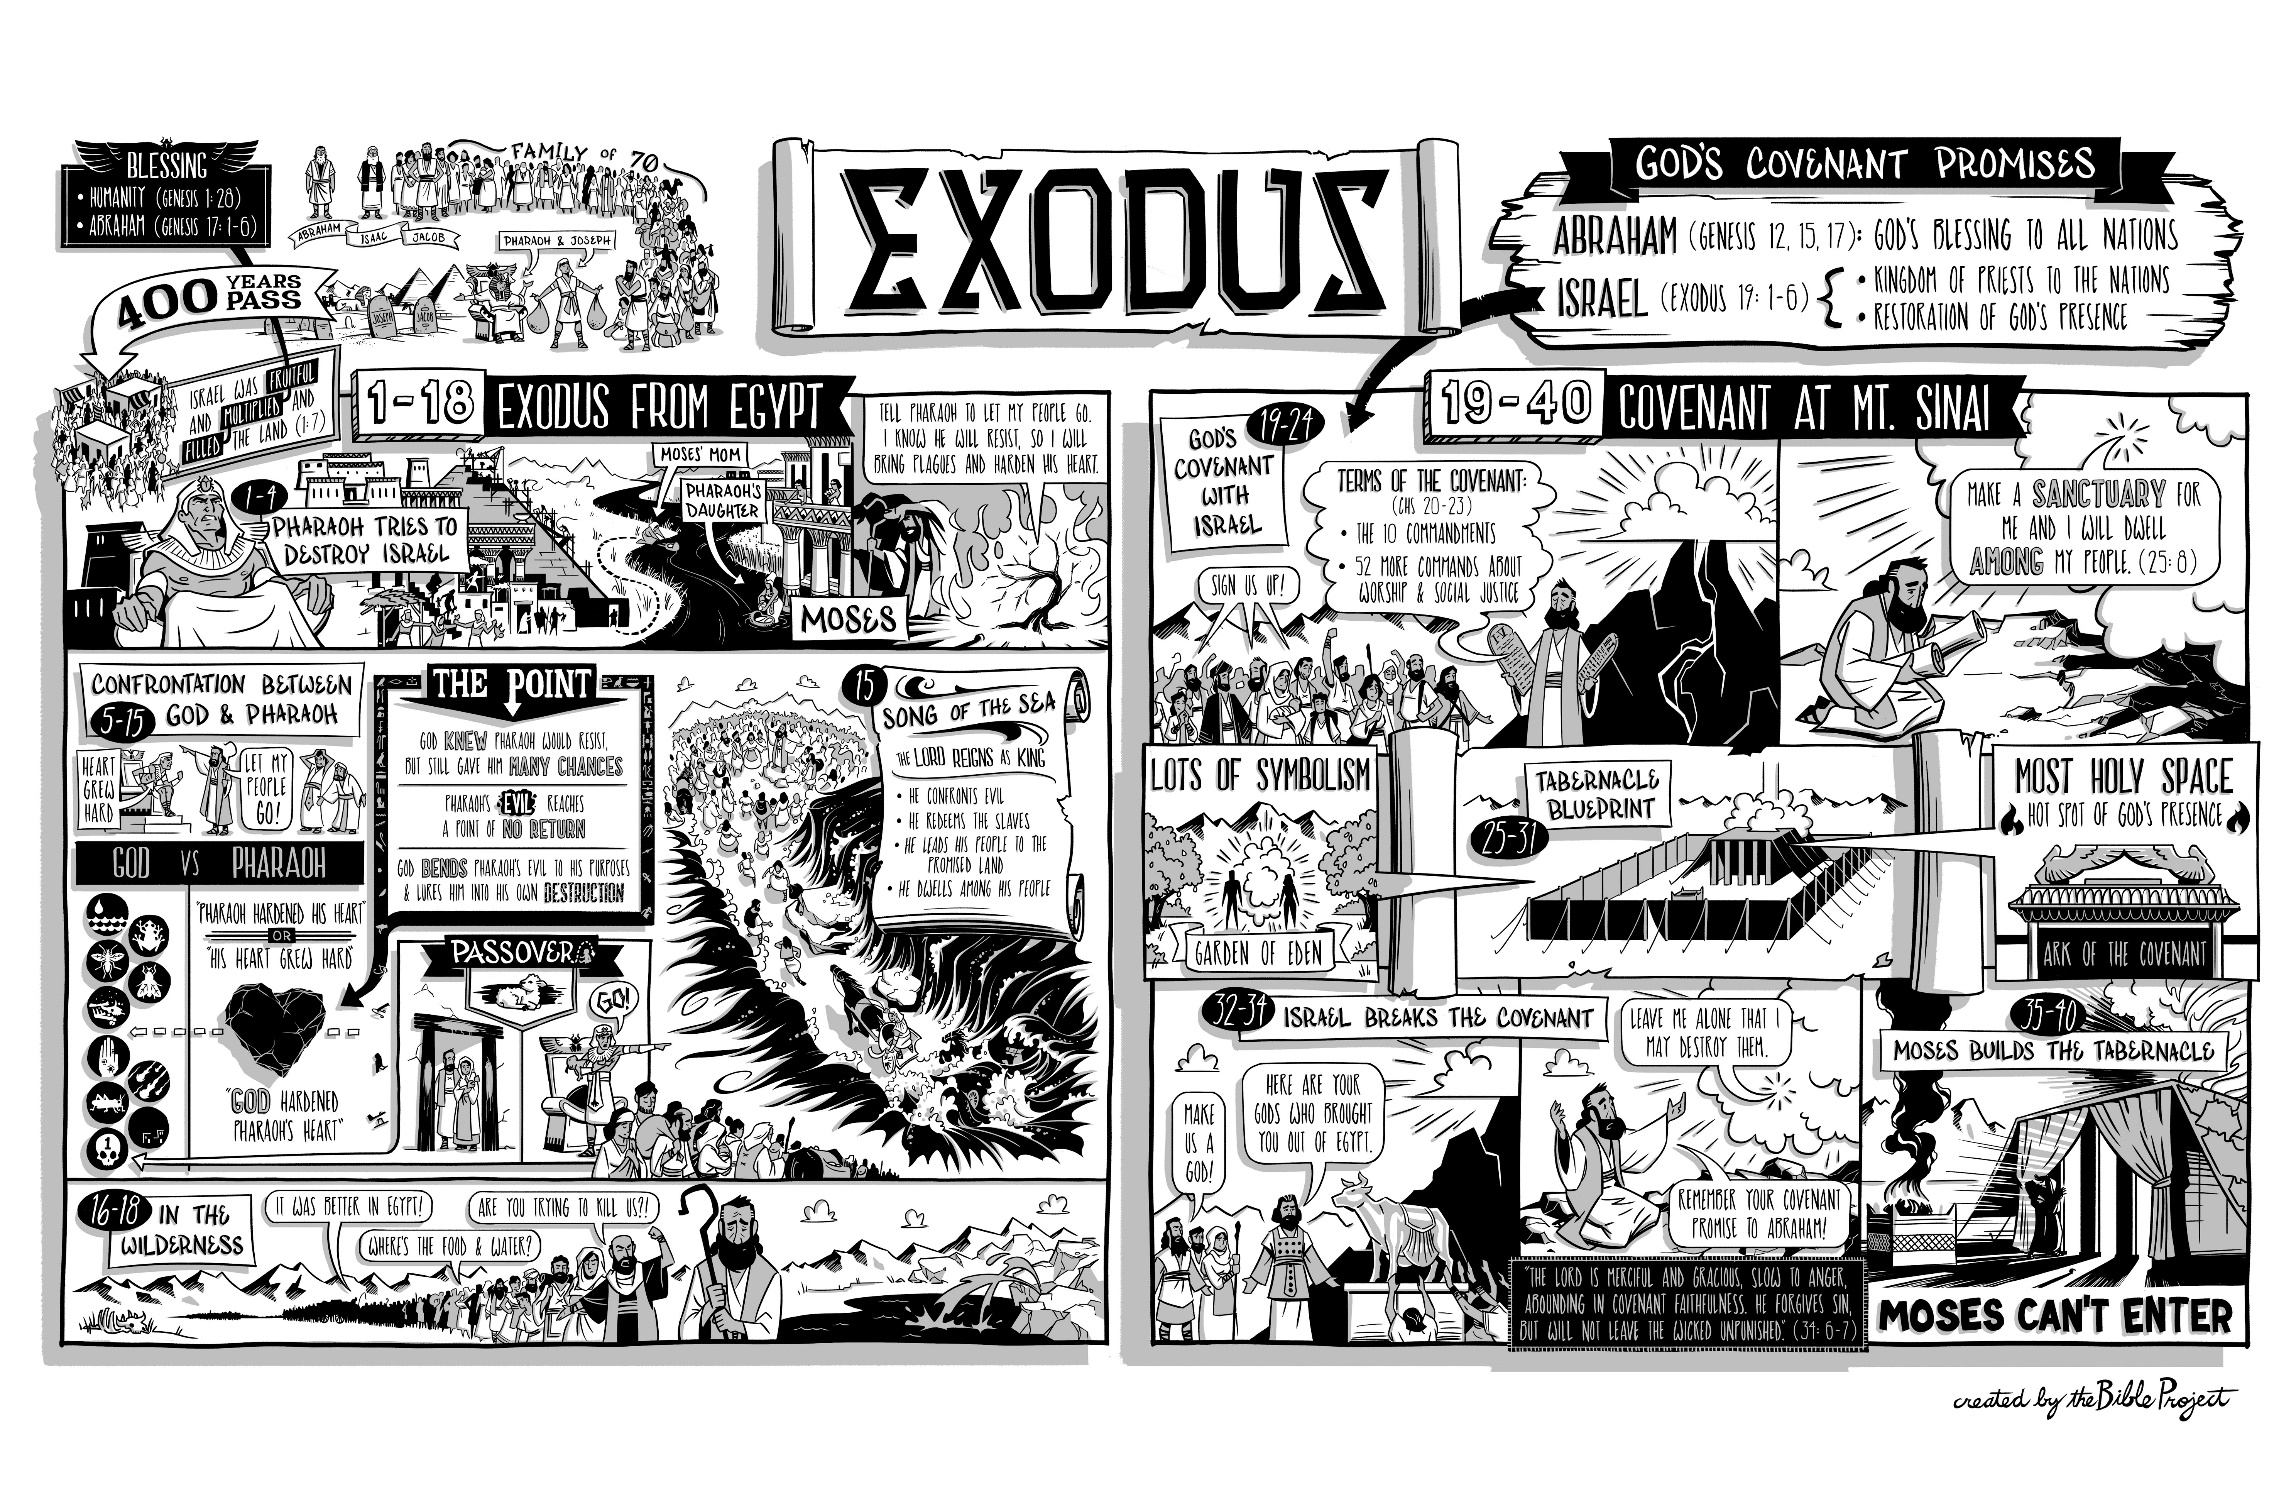 BLESSING
• HUMANITY (GENESIS 1:28)
• ABRAHAM (GENESIS 17:1-6)
FAMILY of 70
ABRAHAM
ISAAC
JACOB
PHARAOH & JOSEPH
400 YEARS
PASS
JOSEPH
JACOB
ISRAEL WAS FRUITFUL
AND MULTIPLIED AND
FILLED THE LAND (1:7)
EXODUS
GOD'S COVENANT PROMISES
ABRAHAM (GENESIS 12, 15, 17): GOD'S BLESSING TO ALL NATIONS
ISRAEL (EXODUS 19: 1-6) { • KINGDOM OF PRIESTS TO THE NATIONS
• RESTORATION OF GOD'S PRESENCE
1-18 EXODUS FROM EGYPT
1-4
PHARAOH TRIES TO
DESTROY ISRAEL
MOSES' MOM
PHARAOH'S
DAUGHTER
MOSES
TELL PHARAOH TO LET MY PEOPLE GO.
I KNOW HE WILL RESIST, SO I WILL
BRING PLAGUES AND HARDEN HIS HEART.
CONFRONTATION BETWEEN
5-15 GOD & PHARAOH
HEART
GREW
HARD
LET MY
PEOPLE
GO!
GOD VS PHARAOH
"PHARAOH HARDENED HIS HEART"
OR
"HIS HEART GREW HARD"
"GOD HARDENED
PHARAOH'S HEART"
1
THE POINT
GOD KNEW PHARAOH WOULD RESIST,
BUT STILL GAVE HIM MANY CHANCES
PHARAOH'S EVIL REACHES
A POINT OF NO RETURN
GOD BENDS PHARAOH'S EVIL TO HIS PURPOSES
& LURES HIM INTO HIS OWN DESTRUCTION
PASSOVER
GO!
15
SONG OF THE SEA
THE LORD REIGNS AS KING
• HE CONFRONTS EVIL
• HE REDEEMS THE SLAVES
• HE LEADS HIS PEOPLE TO THE
PROMISED LAND
• HE DWELLS AMONG HIS PEOPLE
16-18 IN THE
WILDERNESS
IT WAS BETTER IN EGYPT!
WHERE'S THE FOOD & WATER?
ARE YOU TRYING TO KILL US?!
19-40 COVENANT AT MT. SINAI
19-24
GOD'S
COVENANT
WITH
ISRAEL
SIGN US UP!
TERMS OF THE COVENANT:
(CHS 20-23)
• THE 10 COMMANDMENTS
• 52 MORE COMMANDS ABOUT
WORSHIP & SOCIAL JUSTICE
MAKE A SANCTUARY FOR
ME AND I WILL DWELL
AMONG MY PEOPLE. (25:8)
LOTS OF SYMBOLISM
GARDEN OF EDEN
TABERNACLE
BLUEPRINT
25-31
MOST HOLY SPACE
HOT SPOT OF GOD'S PRESENCE
ARK OF THE COVENANT
32-34 ISRAEL BREAKS THE COVENANT
MAKE
US A
GOD!
HERE ARE YOUR
GODS WHO BROUGHT
YOU OUT OF EGYPT.
LEAVE ME ALONE THAT I
MAY DESTROY THEM.
REMEMBER YOUR COVENANT
PROMISE TO ABRAHAM!
"THE LORD IS MERCIFUL AND GRACIOUS, SLOW TO ANGER,
ABOUNDING IN COVENANT FAITHFULNESS. HE FORGIVES SIN,
BUT WILL NOT LEAVE THE WICKED UNPUNISHED." (34: 6-7)
35-40
MOSES BUILDS THE TABERNACLE
MOSES CAN'T ENTER
created by theBibleProject